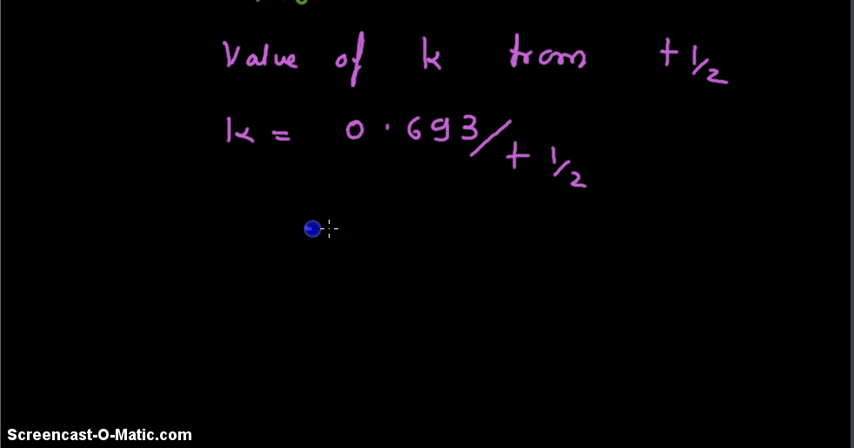 Value of k from t 1/2
k = 0.693/t 1/2
Screencast-O-Matic.com